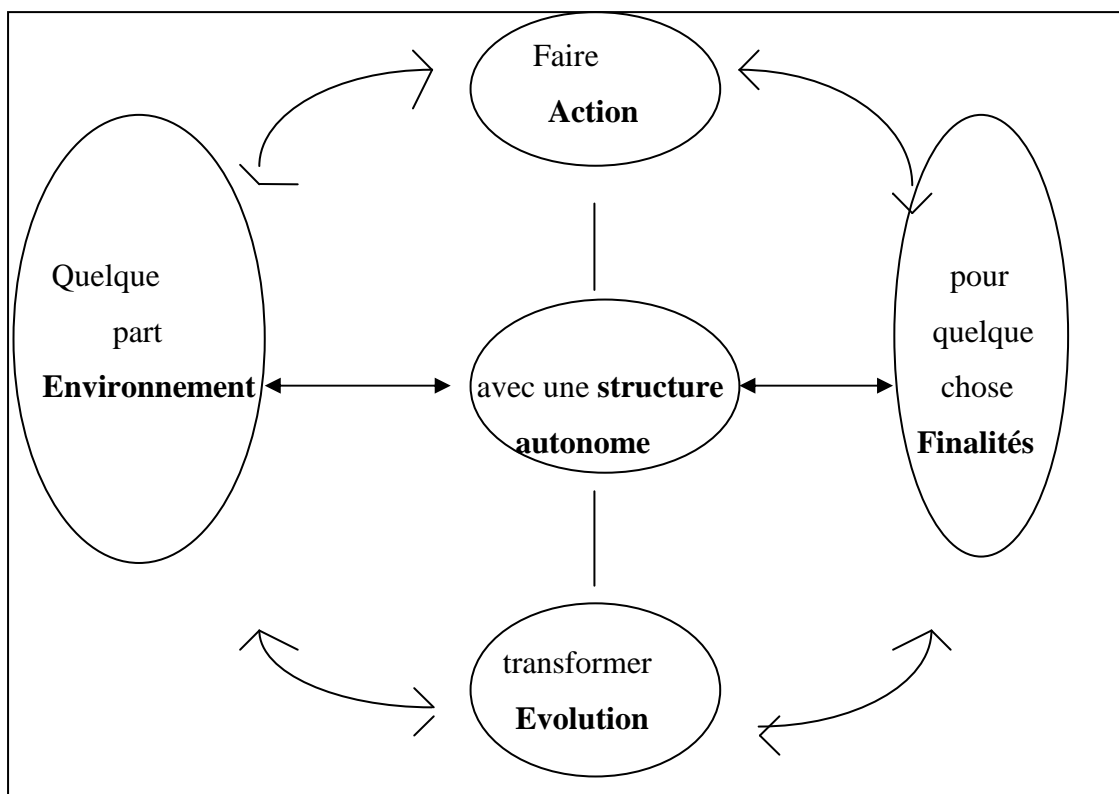 Faire
Action
Quelque
part
Environnement
avec une structure
autonome
pour
quelque
chose
Finalités
transformer
Evolution